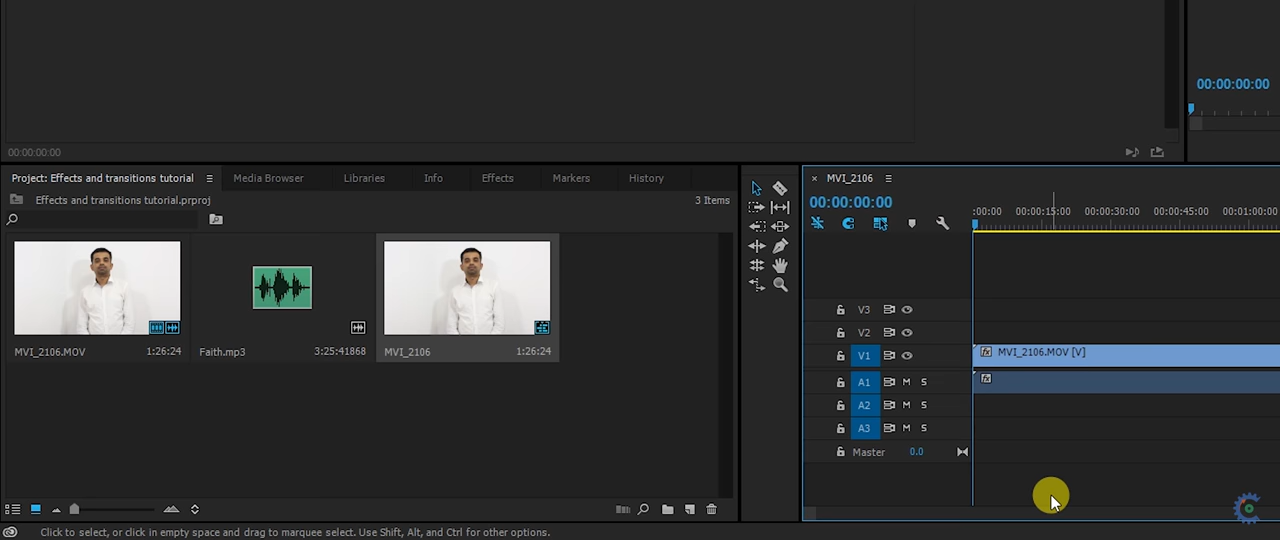 00:00:00:00
00:00:00:00
Project: Effects and transitions tutorial
Media Browser
Libraries
Info
Effects
Markers
History
MVI_2106
Effects and transitions tutorial.prproj
3 Items
00:00:00:00
:00:00 00:00:15:00 00:00:30:00 00:00:45:00 00:01:00:00
V3
V2
V1
fx MVI_2106.MOV [V]
MVI_2106.MOV 1:26:24
Faith.mp3 3:25:41868
MVI_2106 1:26:24
A1 M S fx
A2 M S
A3 M S
Master 0.0
Click to select, or click in empty space and drag to marquee select. Use Shift, Alt, and Ctrl for other options.